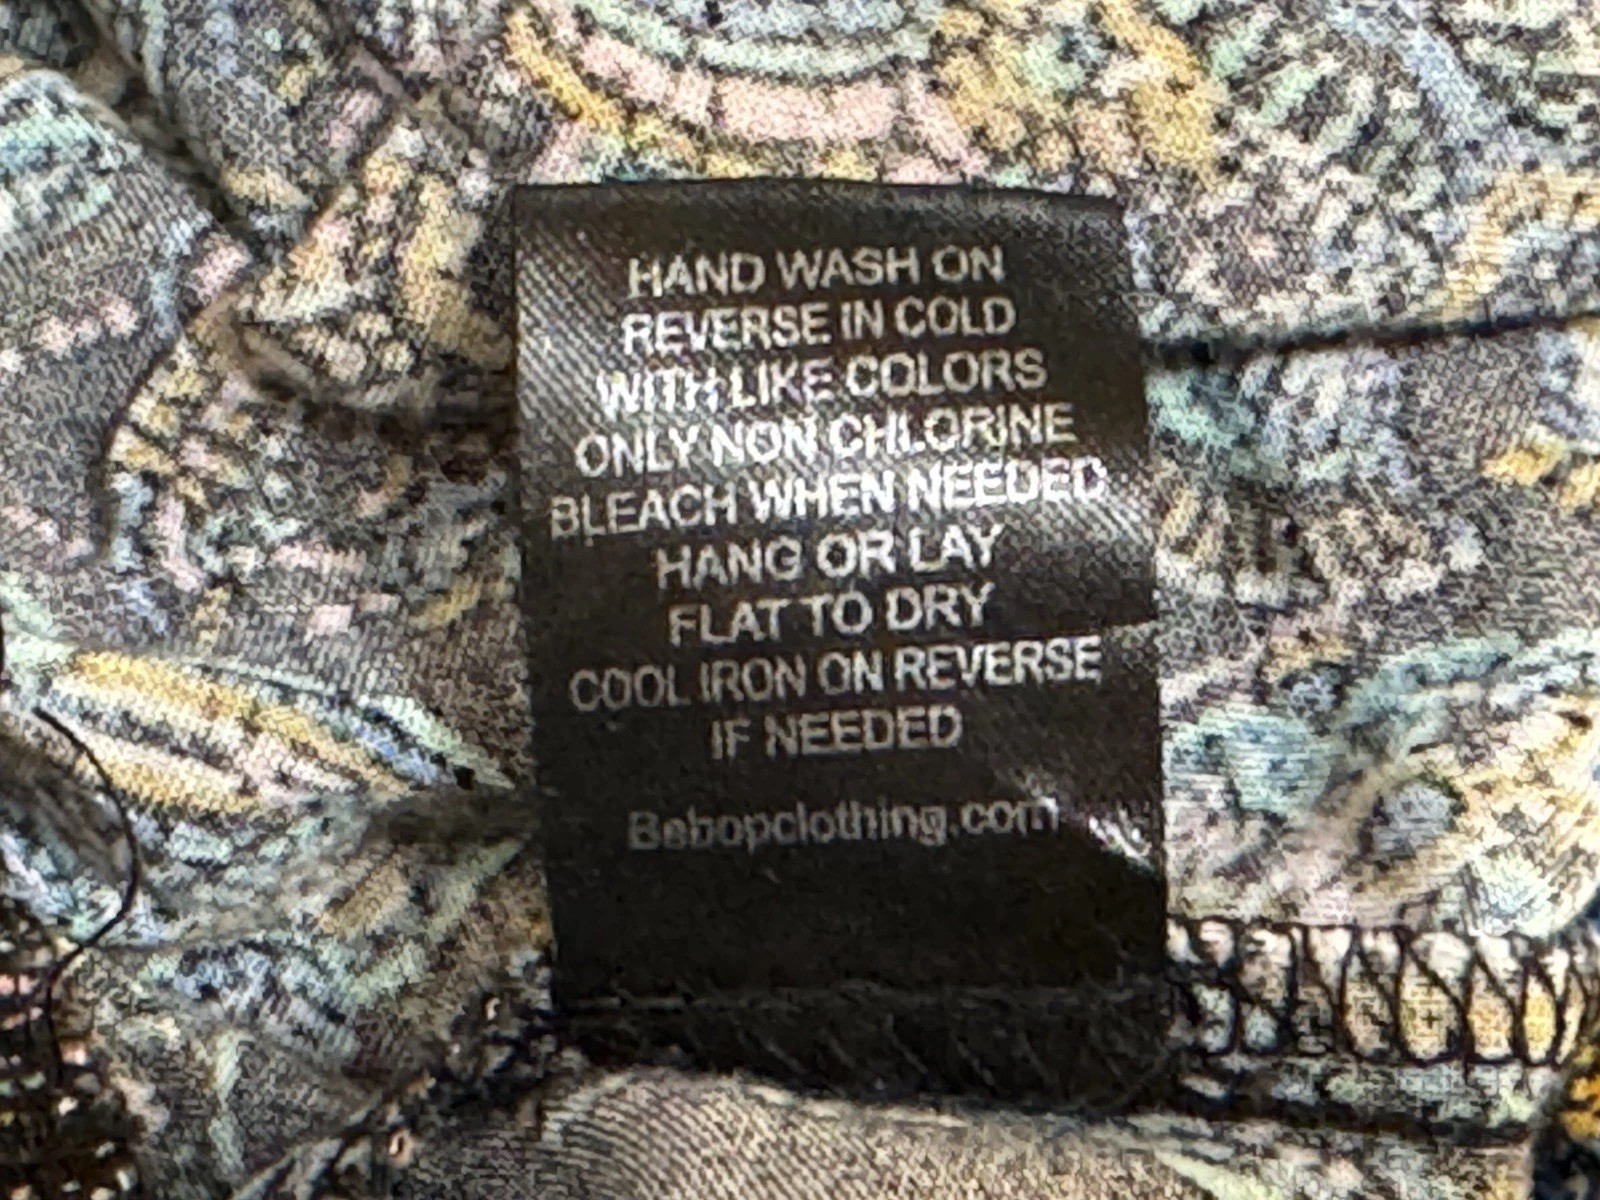 HAND WASH ON
REVERSE IN COLD
WITH LIKE COLORS
ONLY NON CHLORINE
BLEACH WHEN NEEDED
HANG OR LAY
FLAT TO DRY
COOL IRON ON REVERSE
IF NEEDED
Bebopclothing.com